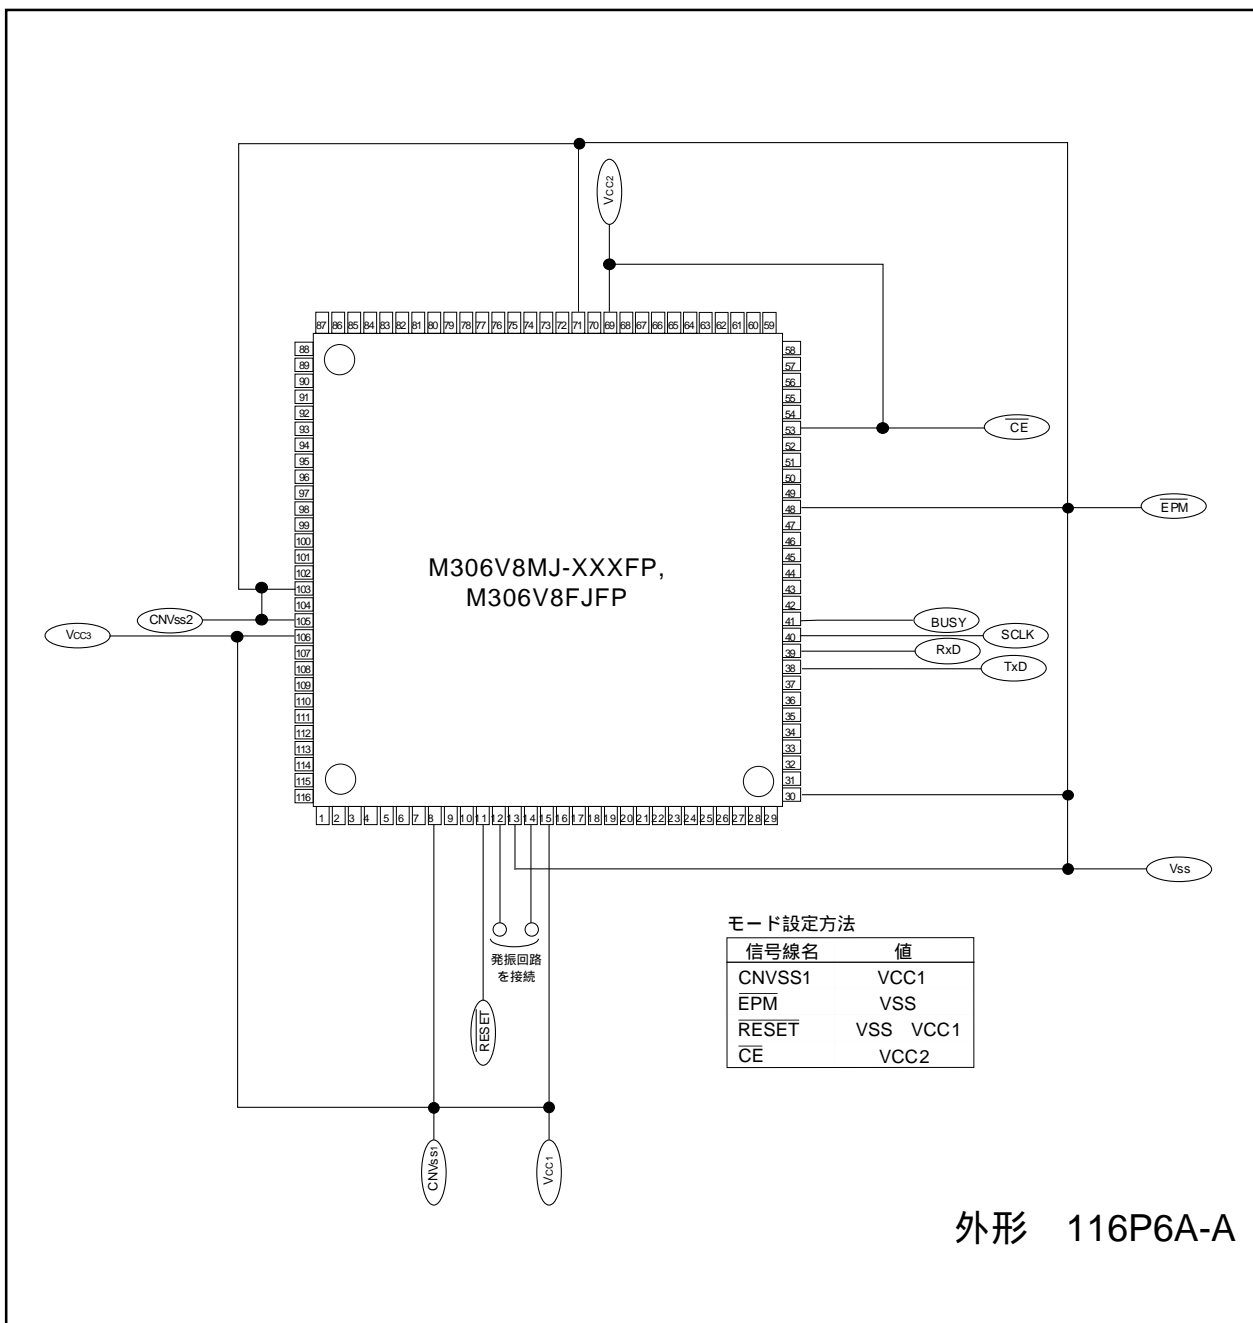 VCC2
87 86 85 84 83 82 81 80 79 78 77 76 75 74 73 72 71 70 69 68 67 66 65 64 63 62 61 60 59
88
89
90
91
92
93
94
95
96
97
98
99
100
101
102
103
104
105
106
107
108
109
110
111
112
113
114
115
116
58
57
56
55
54
53
52
51
50
49
48
47
46
45
44
43
42
41
40
39
38
37
36
35
34
33
32
31
30
CE
EPM
M306V8MJ-XXXFP,
M306V8FJFP
CNVss2
VCC3
BUSY
SCLK
RxD
TxD
1 2 3 4 5 6 7 8 9 10 11 12 13 14 15 16 17 18 19 20 21 22 23 24 25 26 27 28 29
Vss
発振回路
を接続
RESET
CNVss1
VCC1
モード設定方法
信号線名 値
CNVSS1 VCC1
EPM VSS
RESET VSS VCC1
CE VCC2
外形 116P6A-A